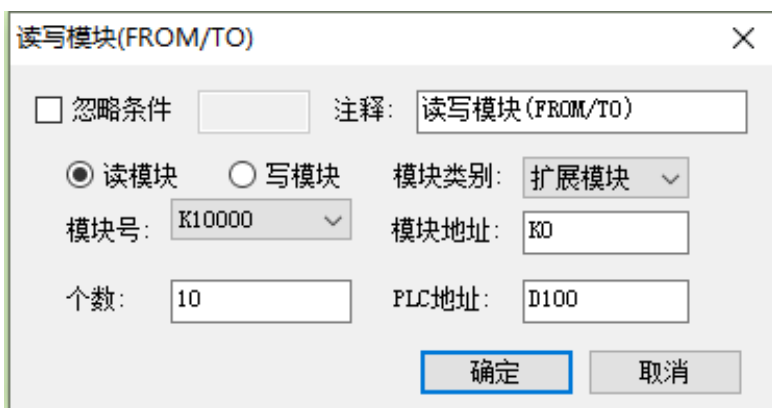 读写模块(FROM/TO)
忽略条件 注释: 读写模块(FROM/TO)
读模块 写模块 模块类别: 扩展模块
模块号: K10000 模块地址: K0
个数: 10 PLC地址: D100
确定 取消